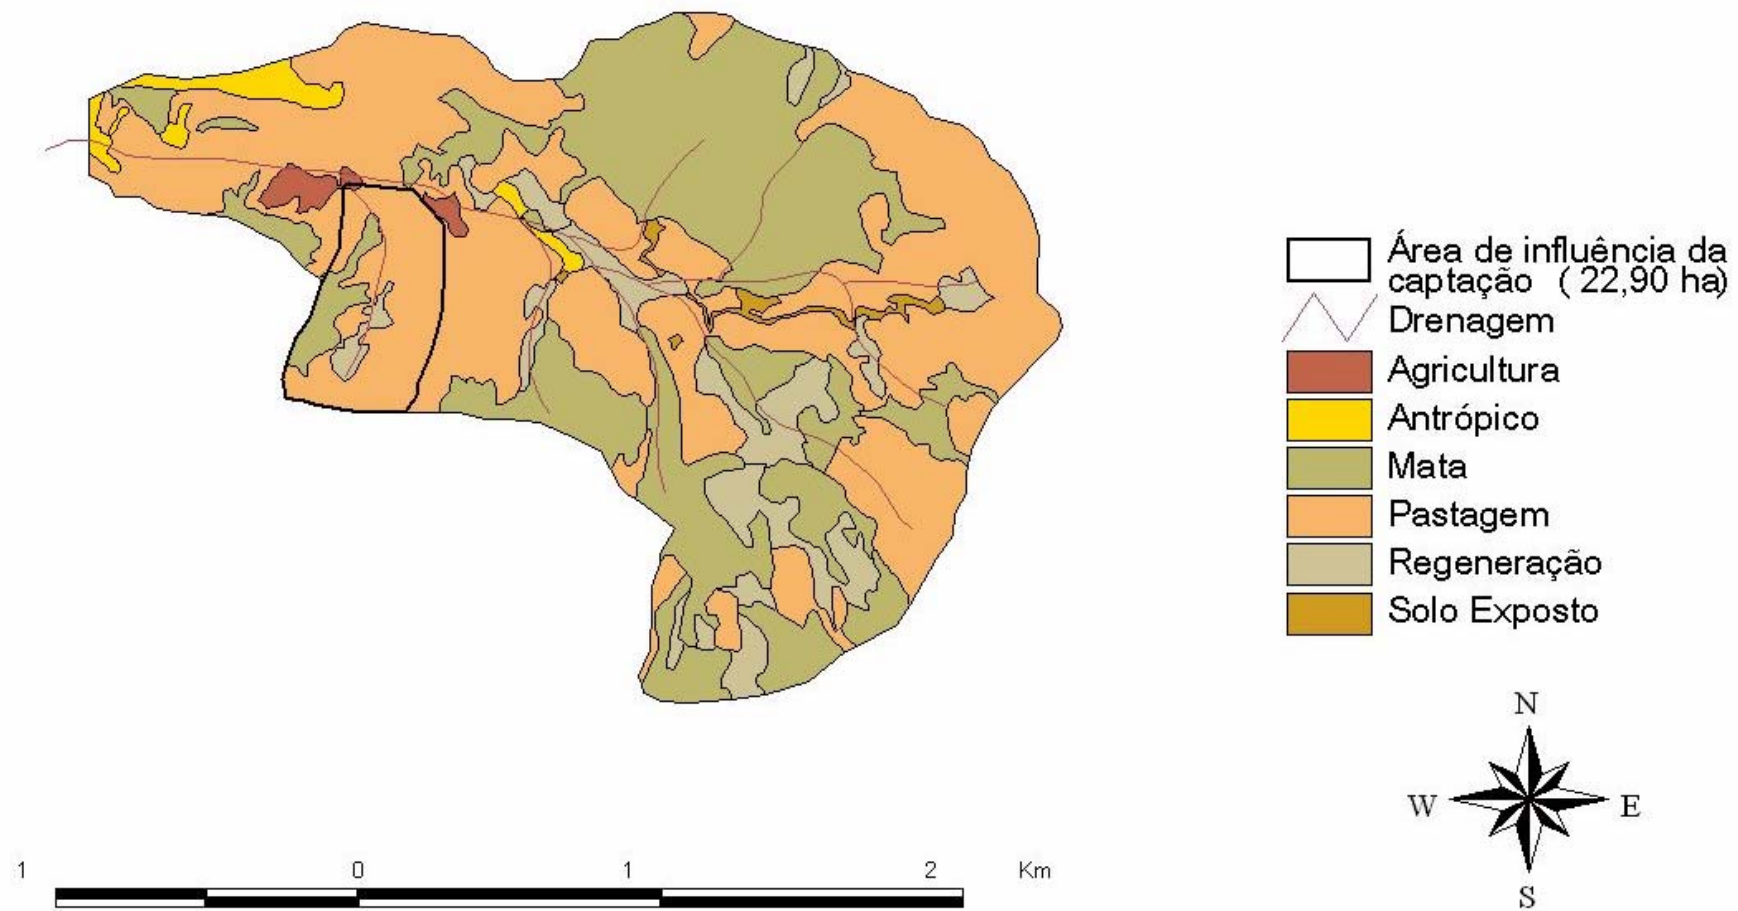 Área de influência da
captação ( 22,90 ha)
Drenagem
Agricultura
Antrópico
Mata
Pastagem
Regeneração
Solo Exposto
N
W E
S
1 0 1 2 Km